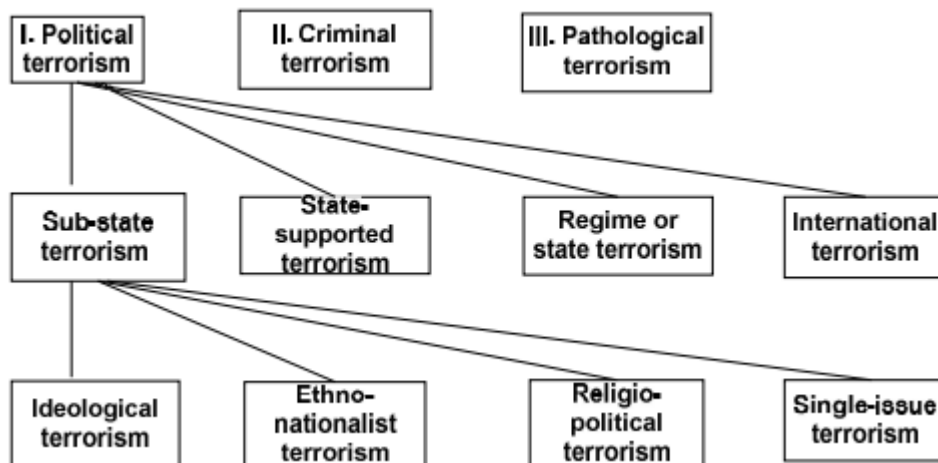 I. Political
terrorism
II. Criminal
terrorism
III. Pathological
terrorism
Sub-state
terrorism
State-
supported
terrorism
Regime or
state terrorism
International
terrorism
Ideological
terrorism
Ethno-
nationalist
terrorism
Religio-
political
terrorism
Single-issue
terrorism